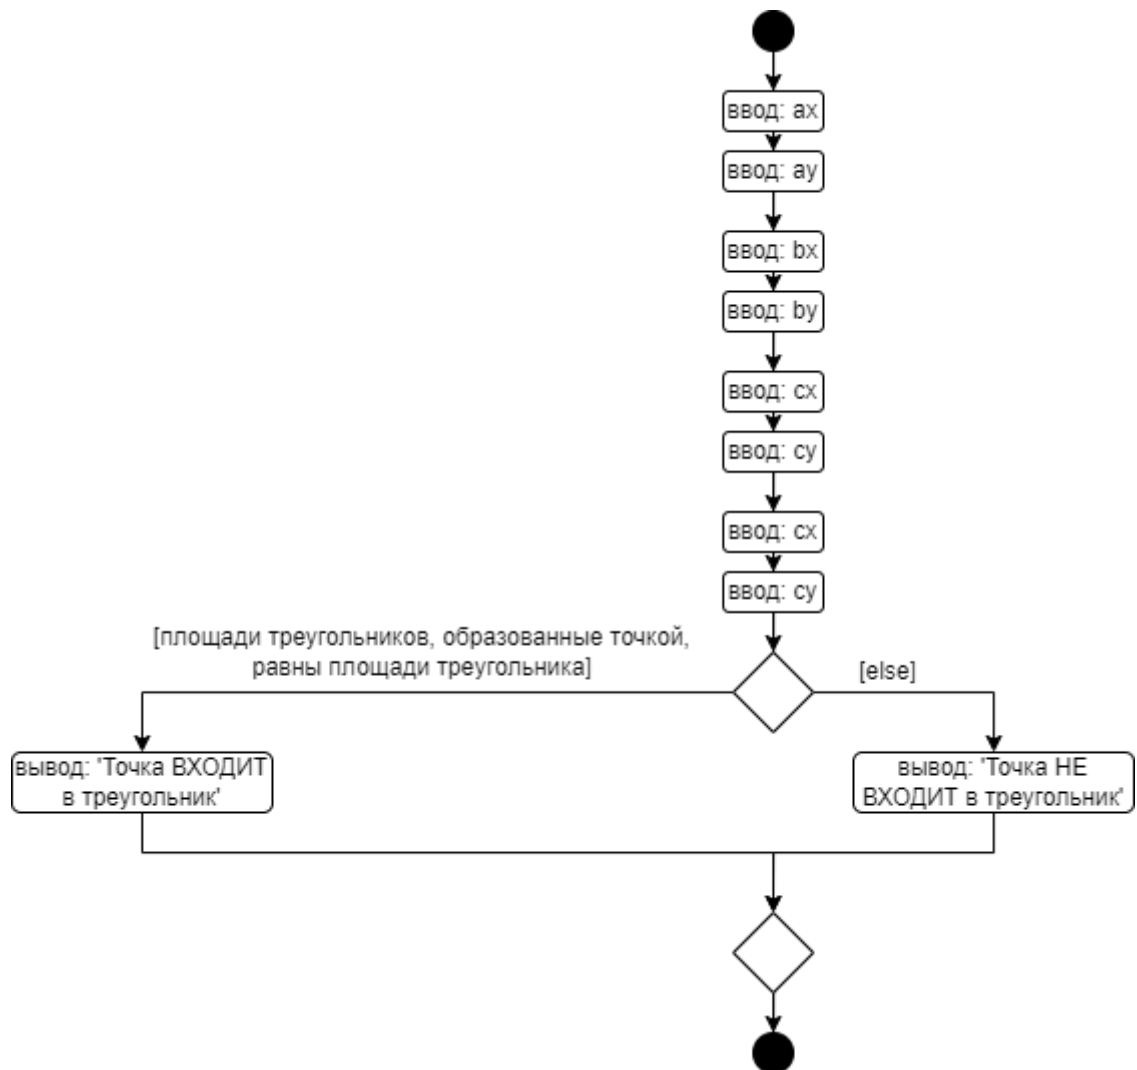 ввод: ax
ввод: ay
ввод: bx
ввод: by
ввод: cx
ввод: cy
ввод: cx
ввод: cy
[площади треугольников, образованные точкой,
равны площади треугольника]
[else]
вывод: 'Точка ВХОДИТ
в треугольник'
вывод: 'Точка НЕ
ВХОДИТ в треугольник'